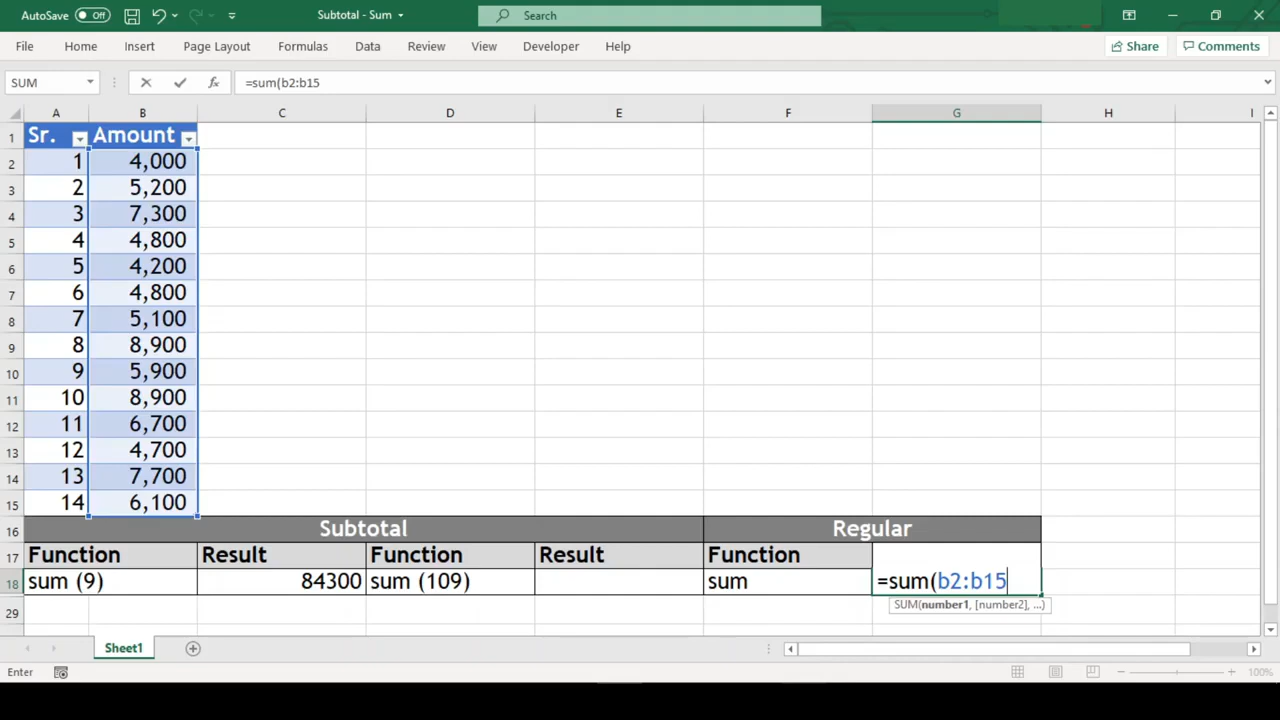 AutoSave Off Subtotal - Sum Search
File Home Insert Page Layout Formulas Data Review View Developer Help Share Comments
SUM fx =sum(b2:b15
A B C D E F G H I
1 Sr. Amount
2 1 4,000
3 2 5,200
4 3 7,300
5 4 4,800
6 5 4,200
7 6 4,800
8 7 5,100
9 8 8,900
10 9 5,900
11 10 8,900
12 11 6,700
13 12 4,700
14 13 7,700
15 14 6,100
16 Subtotal Regular
17 Function Result Function Result Function
18 sum (9) 84300 sum (109) sum =sum(b2:b15
SUM(number1, [number2], ...)
29
Sheet1
Enter 100%